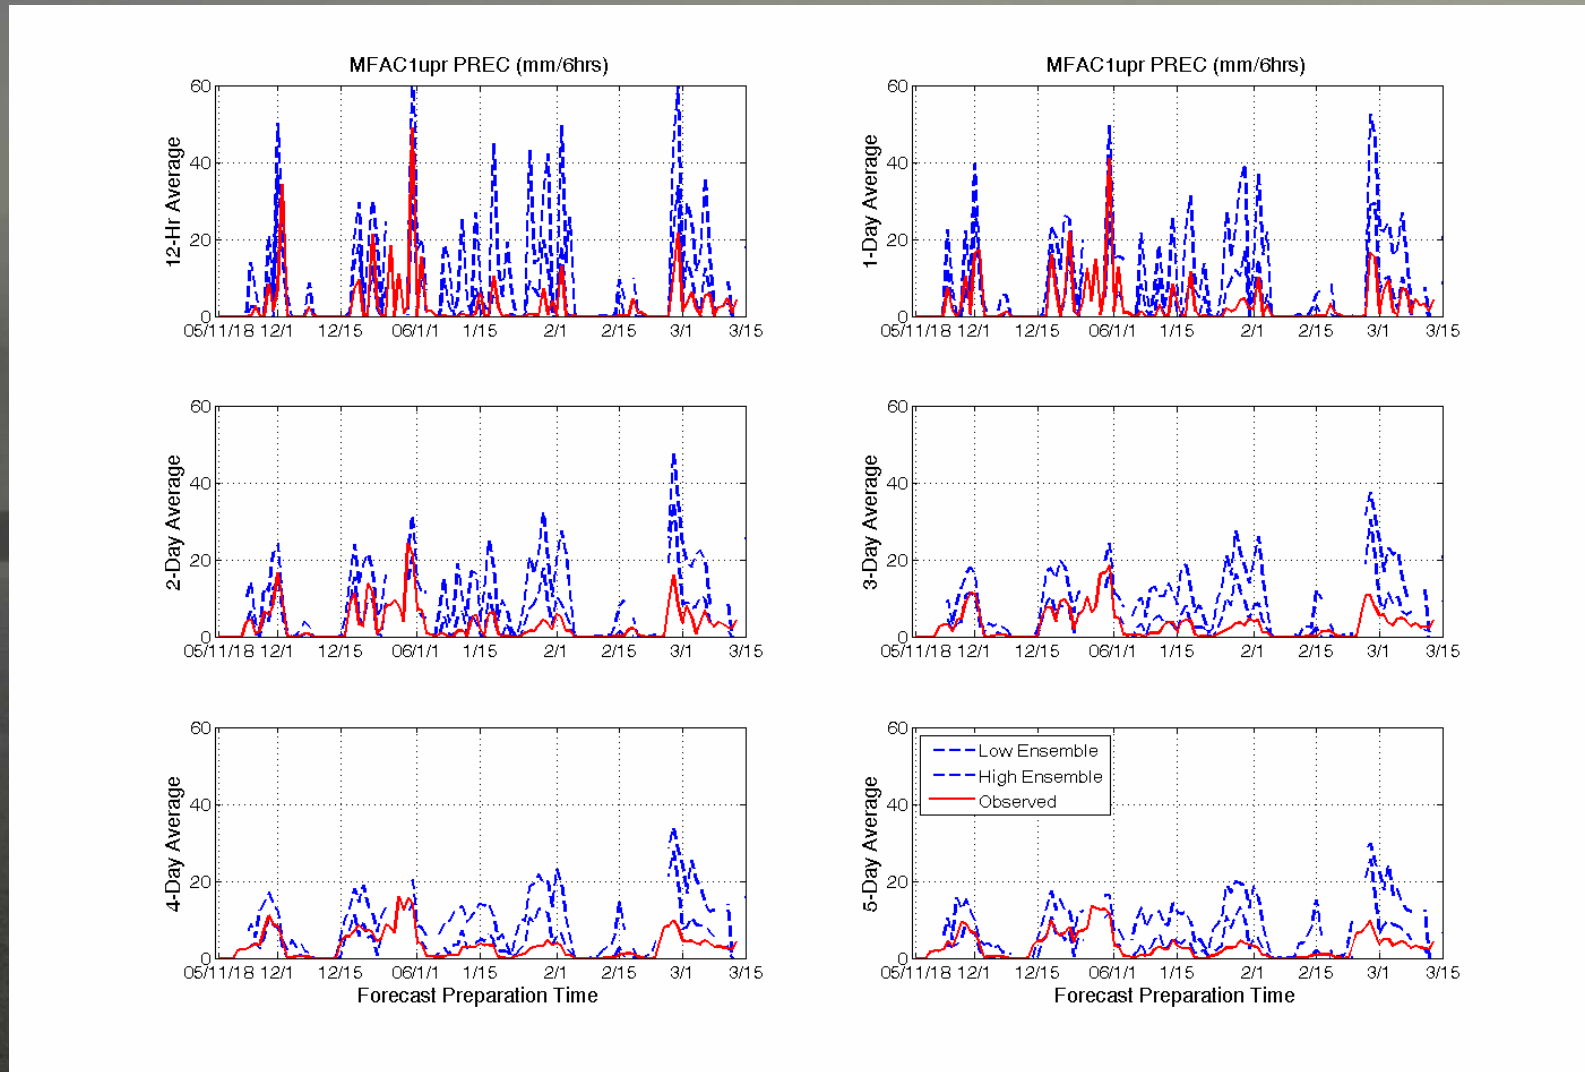 MFAC1upr PREC (mm/6hrs)
12-Hr Average
60
40
20
0
05/11/18 12/1 12/15 06/1/1 1/15 2/1 2/15 3/1 3/15
MFAC1upr PREC (mm/6hrs)
1-Day Average
60
40
20
0
05/11/18 12/1 12/15 06/1/1 1/15 2/1 2/15 3/1 3/15
2-Day Average
60
40
20
0
05/11/18 12/1 12/15 06/1/1 1/15 2/1 2/15 3/1 3/15
3-Day Average
60
40
20
0
05/11/18 12/1 12/15 06/1/1 1/15 2/1 2/15 3/1 3/15
4-Day Average
60
40
20
0
05/11/18 12/1 12/15 06/1/1 1/15 2/1 2/15 3/1 3/15
Forecast Preparation Time
5-Day Average
60
40
20
0
Low Ensemble
High Ensemble
Observed
05/11/18 12/1 12/15 06/1/1 1/15 2/1 2/15 3/1 3/15
Forecast Preparation Time